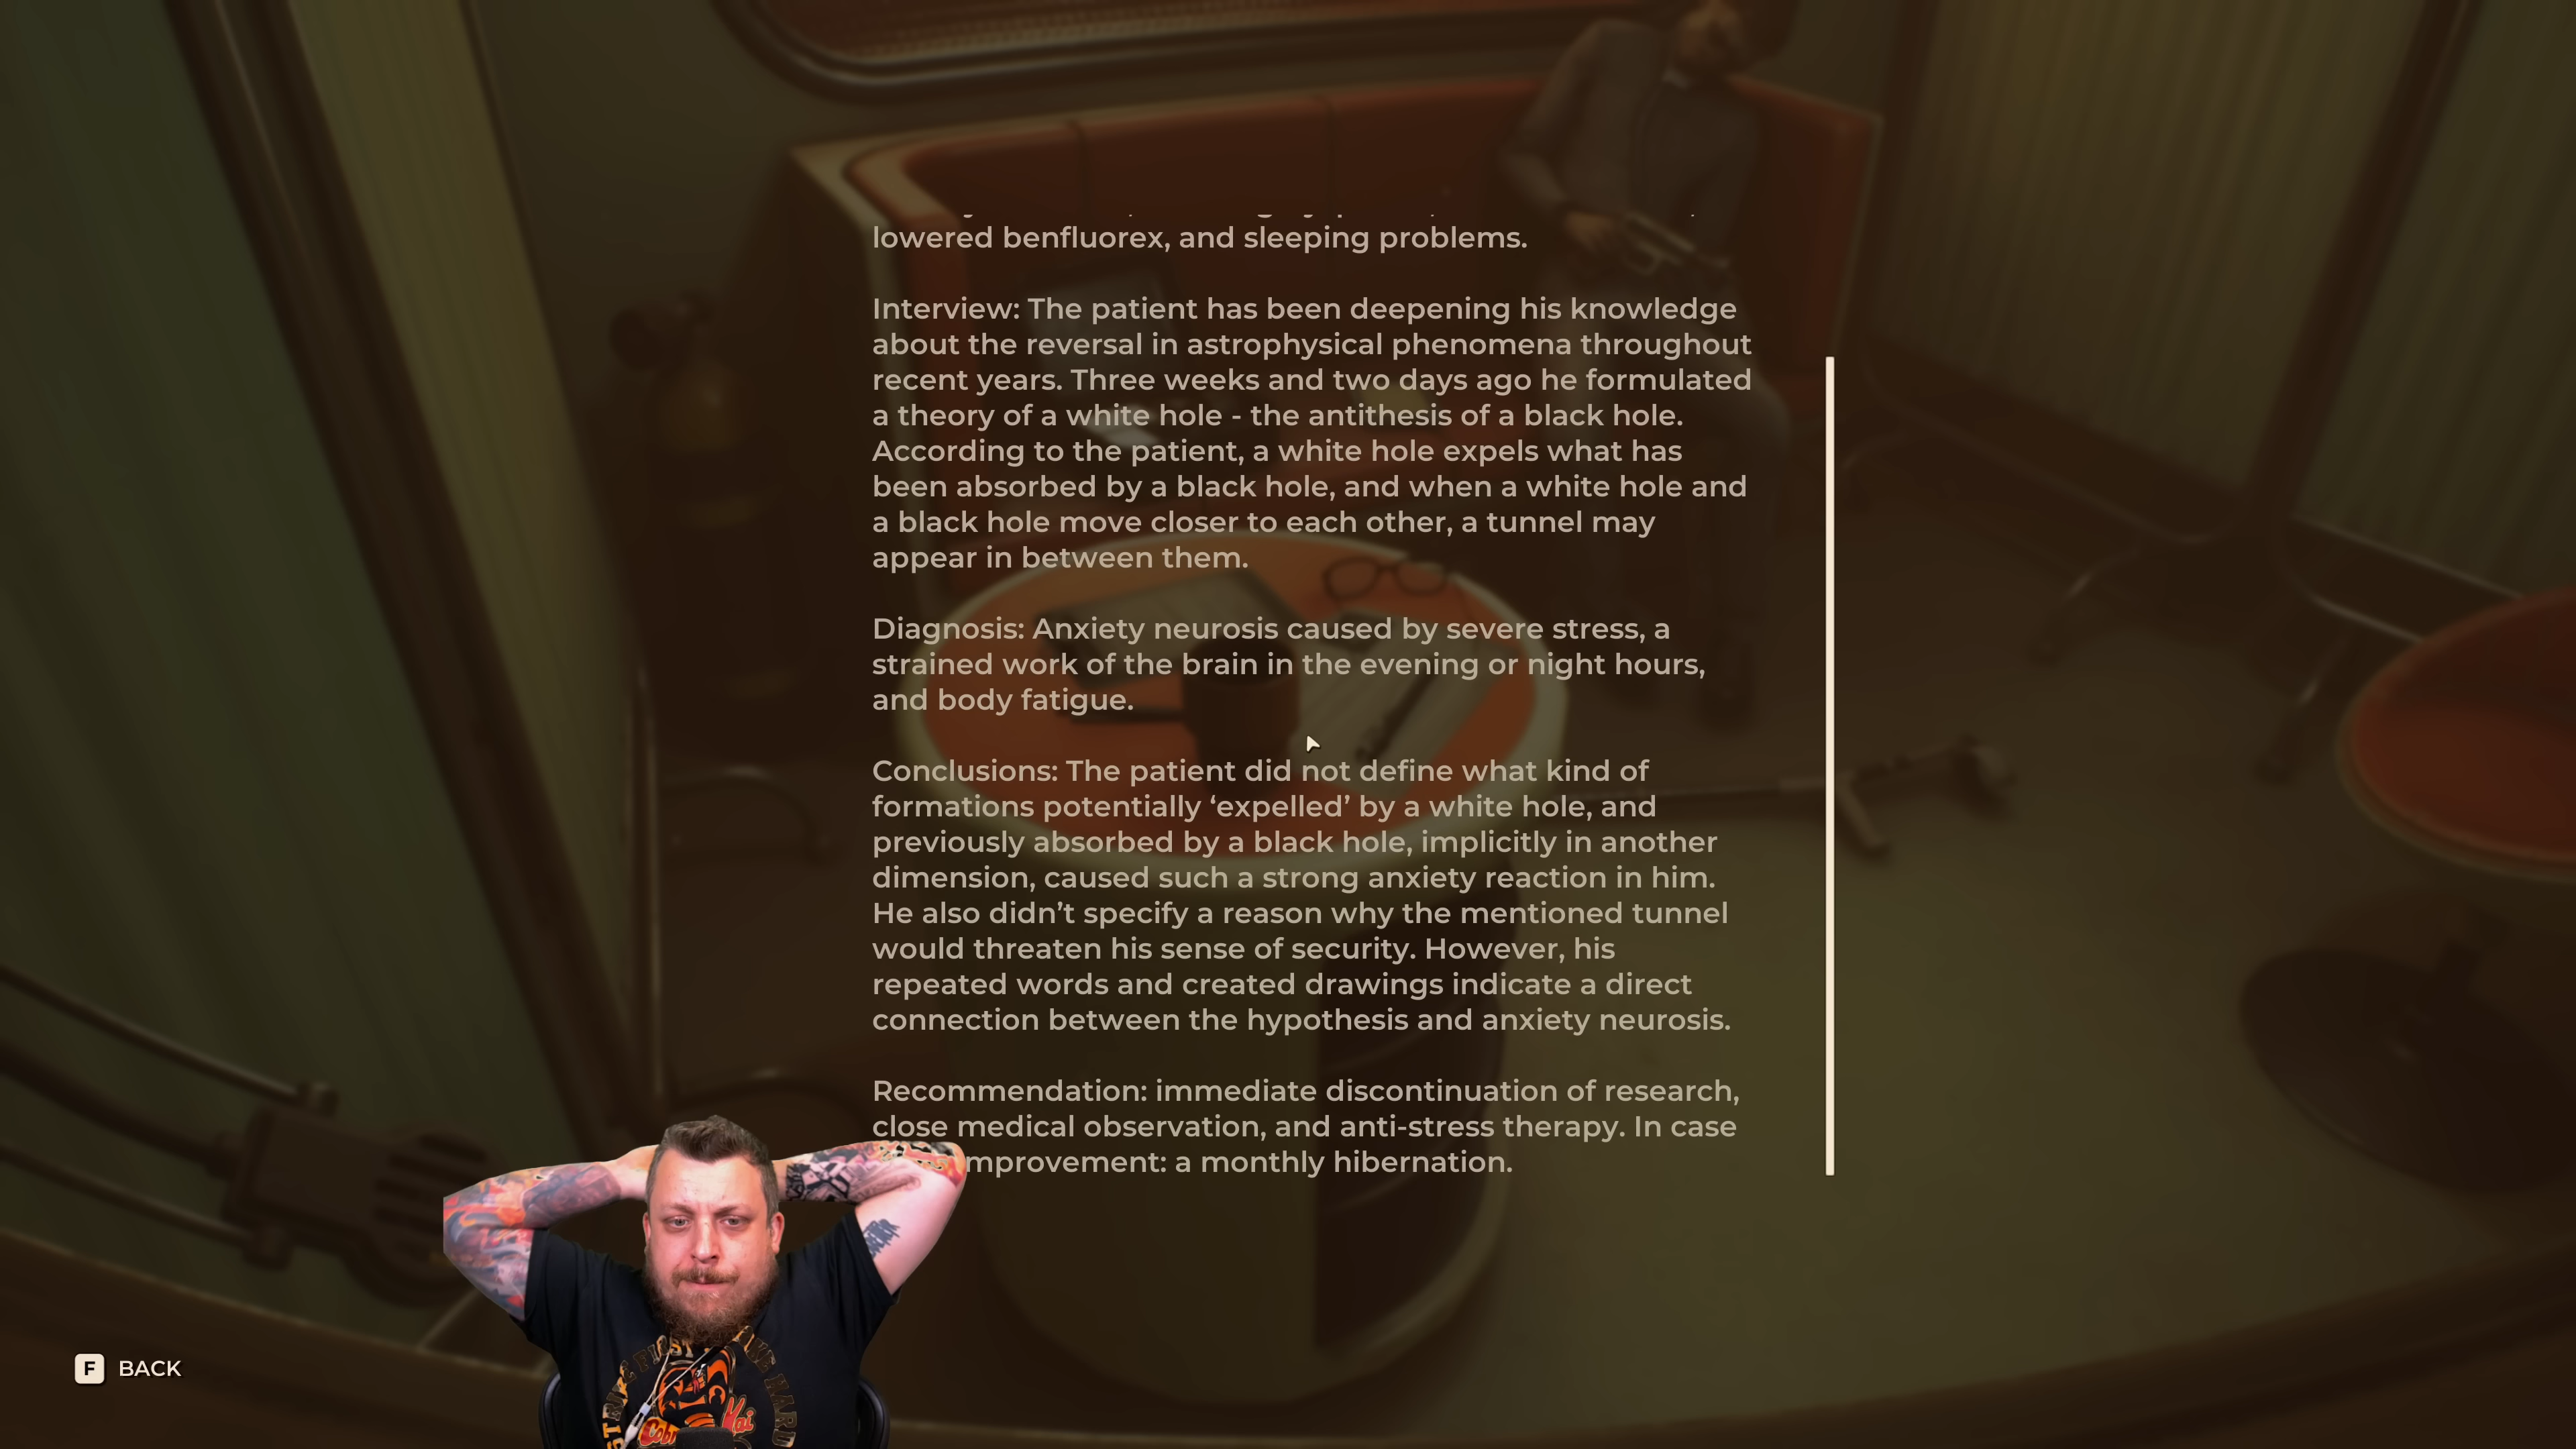 lowered benfluorex, and sleeping problems.
Interview: The patient has been deepening his knowledge
about the reversal in astrophysical phenomena throughout
recent years. Three weeks and two days ago he formulated
a theory of a white hole - the antithesis of a black hole.
According to the patient, a white hole expels what has
been absorbed by a black hole, and when a white hole and
a black hole move closer to each other, a tunnel may
appear in between them.
Diagnosis: Anxiety neurosis caused by severe stress, a
strained work of the brain in the evening or night hours,
and body fatigue.
Conclusions: The patient did not define what kind of
formations potentially ‘expelled’ by a white hole, and
previously absorbed by a black hole, implicitly in another
dimension, caused such a strong anxiety reaction in him.
He also didn’t specify a reason why the mentioned tunnel
would threaten his sense of security. However, his
repeated words and created drawings indicate a direct
connection between the hypothesis and anxiety neurosis.
Recommendation: immediate discontinuation of research,
close medical observation, and anti-stress therapy. In case
mprovement: a monthly hibernation.
F BACK
STRIKE FIRST
HARD
Kai